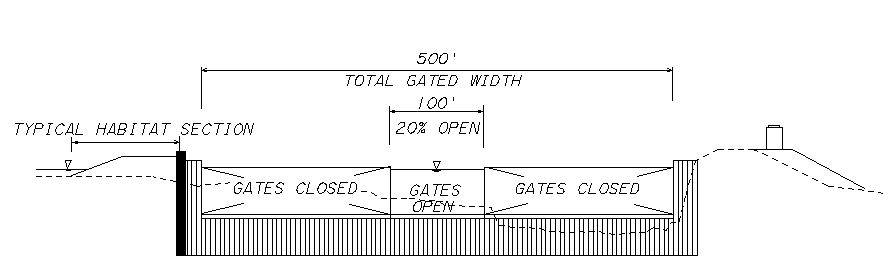 500'
TOTAL GATED WIDTH
100'
20% OPEN
TYPICAL HABITAT SECTION
GATES CLOSED
GATES
OPEN
GATES CLOSED